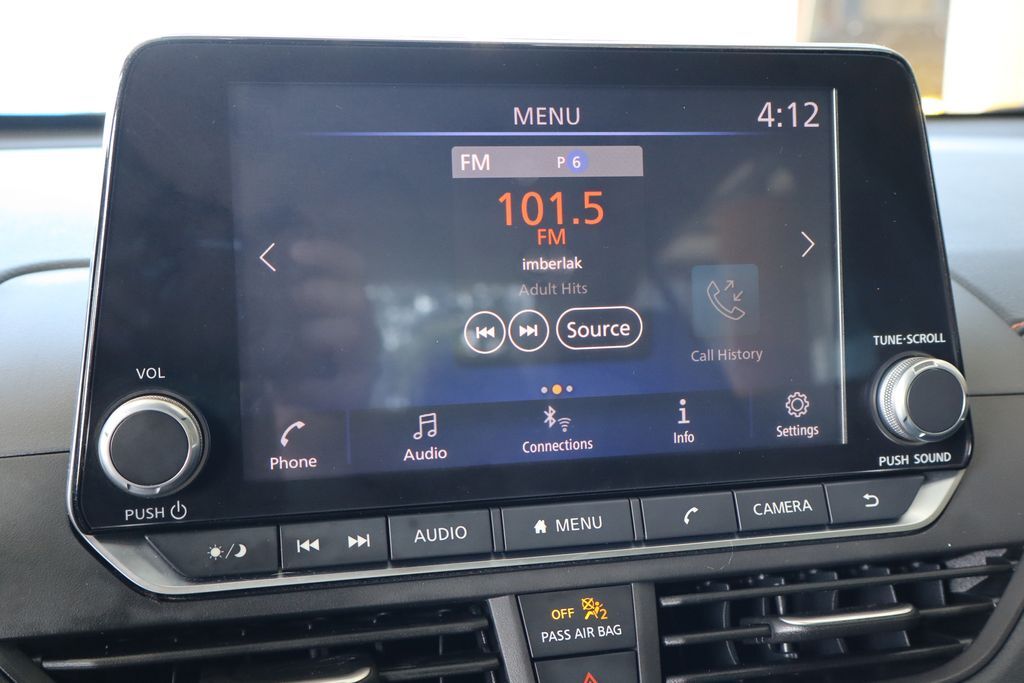 MENU
4:12
FM P 6
101.5
FM
imberlak
Adult Hits
Source
Call History
Phone
Audio
Connections
Info
Settings
VOL
PUSH
TUNE·SCROLL
PUSH SOUND
AUDIO
MENU
CAMERA
OFF 2
PASS AIR BAG